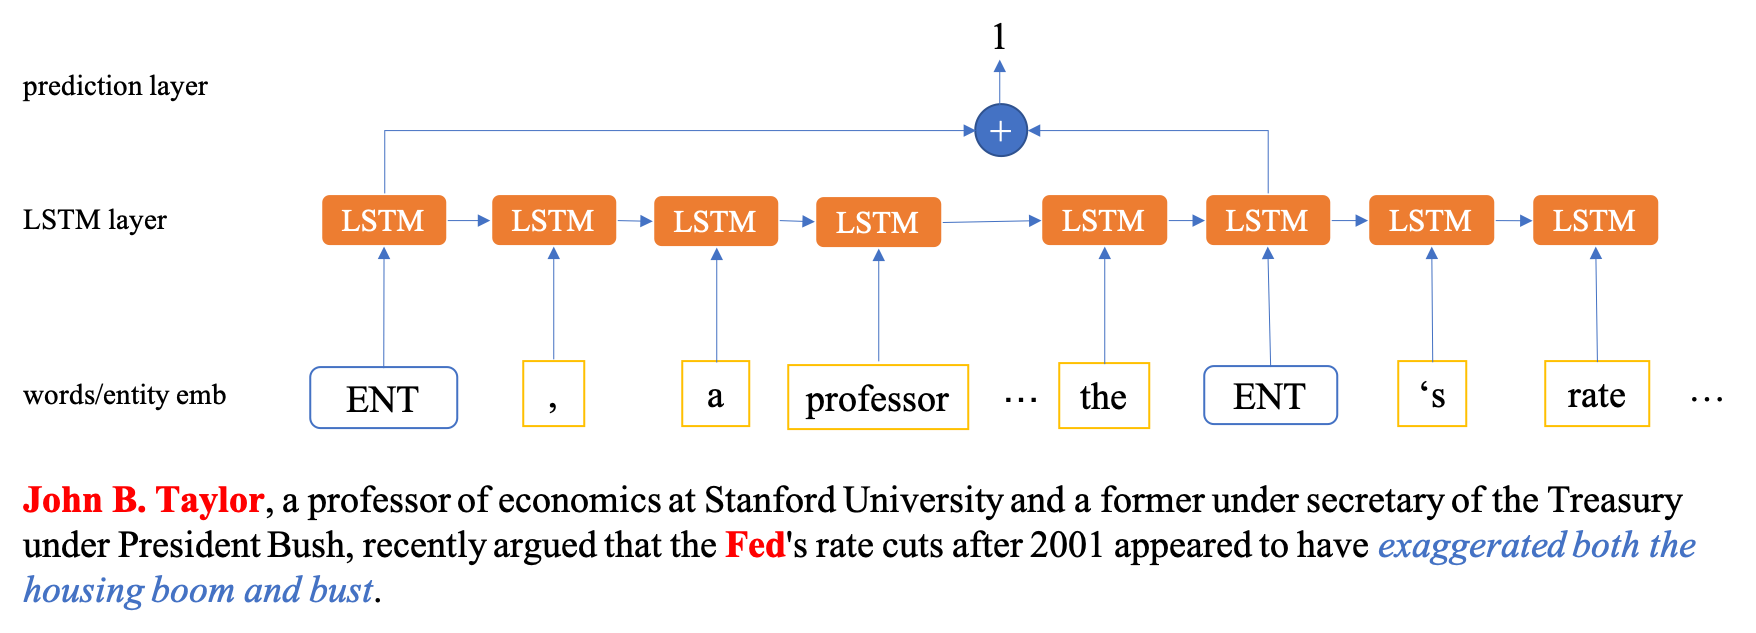 1
prediction layer
+
LSTM layer LSTM LSTM LSTM LSTM LSTM LSTM LSTM LSTM
words/entity emb ENT , a professor ... the ENT ‘s rate ...
John B. Taylor, a professor of economics at Stanford University and a former under secretary of the Treasury
under President Bush, recently argued that the Fed's rate cuts after 2001 appeared to have exaggerated both the
housing boom and bust.